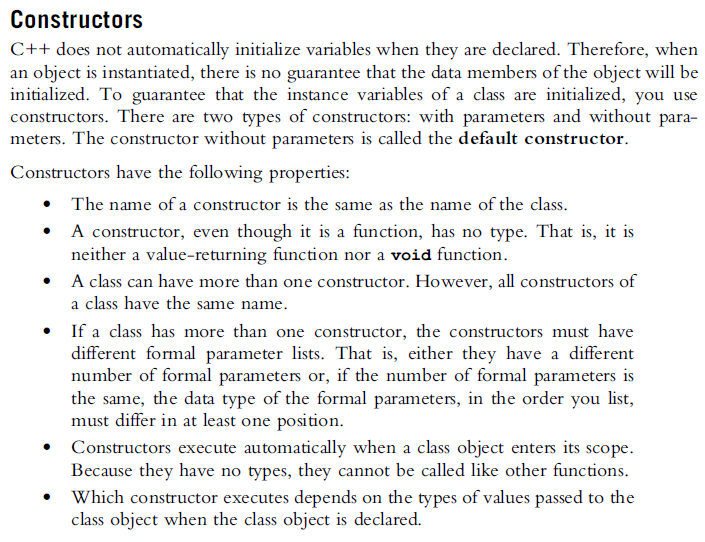 Constructors
C++ does not automatically initialize variables when they are declared. Therefore, when
an object is instantiated, there is no guarantee that the data members of the object will be
initialized. To guarantee that the instance variables of a class are initialized, you use
constructors. There are two types of constructors: with parameters and without para-
meters. The constructor without parameters is called the default constructor.
Constructors have the following properties:
• The name of a constructor is the same as the name of the class.
• A constructor, even though it is a function, has no type. That is, it is
neither a value-returning function nor a void function.
• A class can have more than one constructor. However, all constructors of
a class have the same name.
• If a class has more than one constructor, the constructors must have
different formal parameter lists. That is, either they have a different
number of formal parameters or, if the number of formal parameters is
the same, the data type of the formal parameters, in the order you list,
must differ in at least one position.
• Constructors execute automatically when a class object enters its scope.
Because they have no types, they cannot be called like other functions.
• Which constructor executes depends on the types of values passed to the
class object when the class object is declared.